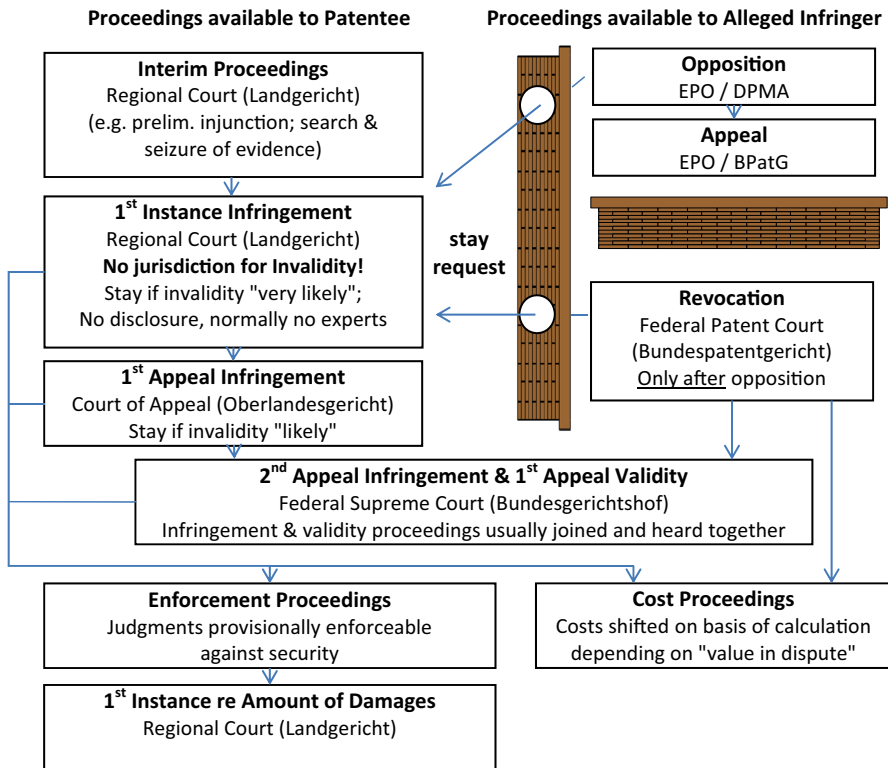 Proceedings available to Patentee
Proceedings available to Alleged Infringer
Interim Proceedings
Regional Court (Landgericht)
(e.g. prelim. injunction; search &
seizure of evidence)
Opposition
EPO / DPMA
Appeal
EPO / BPatG
1st Instance Infringement
Regional Court (Landgericht)
No jurisdiction for Invalidity!
Stay if invalidity "very likely";
No disclosure, normally no experts
stay
request
Revocation
Federal Patent Court
(Bundespatentgericht)
Only after opposition
1st Appeal Infringement
Court of Appeal (Oberlandesgericht)
Stay if invalidity "likely"
2nd Appeal Infringement & 1st Appeal Validity
Federal Supreme Court (Bundesgerichtshof)
Infringement & validity proceedings usually joined and heard together
Enforcement Proceedings
Judgments provisionally enforceable
against security
Cost Proceedings
Costs shifted on basis of calculation
depending on "value in dispute"
1st Instance re Amount of Damages
Regional Court (Landgericht)